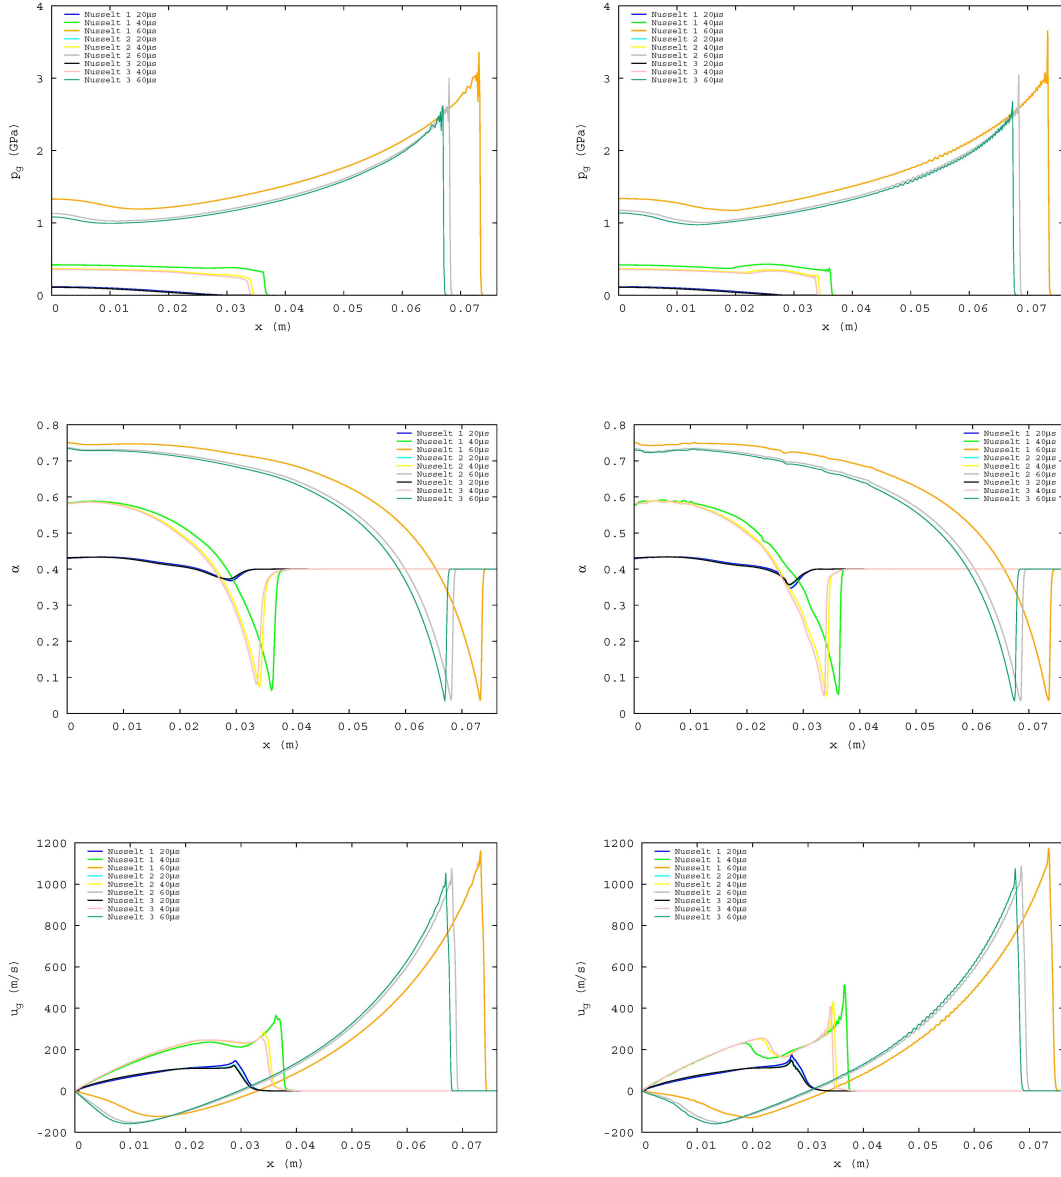 4
3
2
1
0
p_g (GPa)
Nusselt 1 20µs
Nusselt 1 40µs
Nusselt 1 60µs
Nusselt 2 20µs
Nusselt 2 40µs
Nusselt 2 60µs
Nusselt 3 20µs
Nusselt 3 40µs
Nusselt 3 60µs
0 0.01 0.02 0.03 0.04 0.05 0.06 0.07
x (m)
4
3
2
1
0
p_g (GPa)
Nusselt 1 20µs
Nusselt 1 40µs
Nusselt 1 60µs
Nusselt 2 20µs
Nusselt 2 40µs
Nusselt 2 60µs
Nusselt 3 20µs
Nusselt 3 40µs
Nusselt 3 60µs
0 0.01 0.02 0.03 0.04 0.05 0.06 0.07
x (m)
0.8
0.7
0.6
0.5
0.4
0.3
0.2
0.1
0
α
Nusselt 1 20µs
Nusselt 1 40µs
Nusselt 1 60µs
Nusselt 2 20µs
Nusselt 2 40µs
Nusselt 2 60µs
Nusselt 3 20µs
Nusselt 3 40µs
Nusselt 3 60µs
0 0.01 0.02 0.03 0.04 0.05 0.06 0.07
x (m)
0.8
0.7
0.6
0.5
0.4
0.3
0.2
0.1
0
α
Nusselt 1 20µs
Nusselt 1 40µs
Nusselt 1 60µs
Nusselt 2 20µs
Nusselt 2 40µs
Nusselt 2 60µs
Nusselt 3 20µs
Nusselt 3 40µs
Nusselt 3 60µs
0 0.01 0.02 0.03 0.04 0.05 0.06 0.07
x (m)
1200
1000
800
600
400
200
0
-200
u_g (m/s)
Nusselt 1 20µs
Nusselt 1 40µs
Nusselt 1 60µs
Nusselt 2 20µs
Nusselt 2 40µs
Nusselt 2 60µs
Nusselt 3 20µs
Nusselt 3 40µs
Nusselt 3 60µs
0 0.01 0.02 0.03 0.04 0.05 0.06 0.07
x (m)
1200
1000
800
600
400
200
0
-200
u_g (m/s)
Nusselt 1 20µs
Nusselt 1 40µs
Nusselt 1 60µs
Nusselt 2 20µs
Nusselt 2 40µs
Nusselt 2 60µs
Nusselt 3 20µs
Nusselt 3 40µs
Nusselt 3 60µs
0 0.01 0.02 0.03 0.04 0.05 0.06 0.07
x (m)